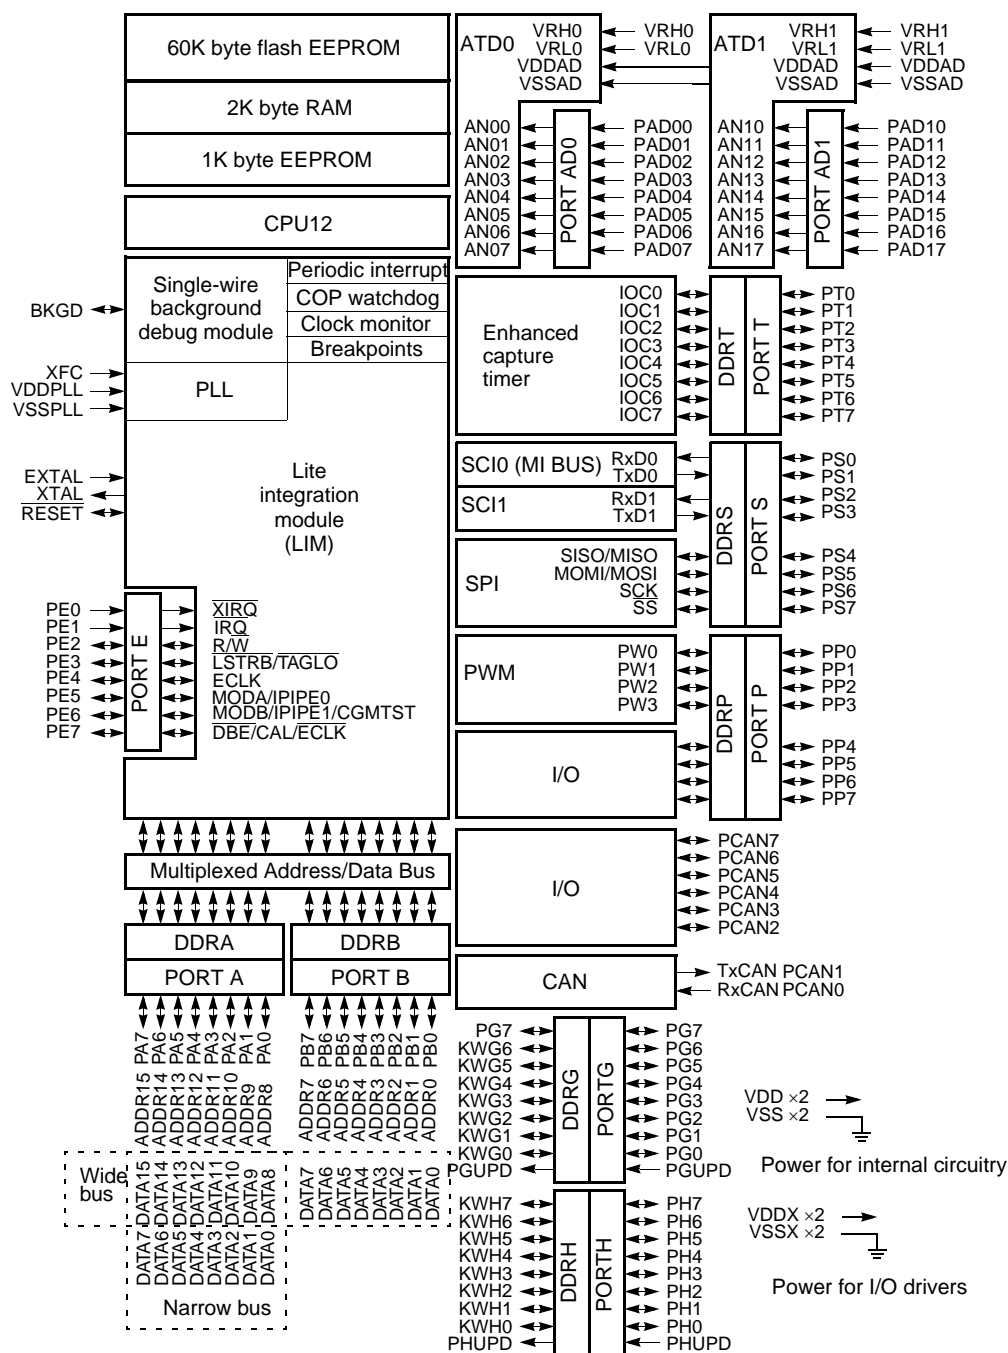 60K byte flash EEPROM
2K byte RAM
1K byte EEPROM
CPU12
Single-wire
background
debug module
Periodic interrupt
COP watchdog
Clock monitor
Breakpoints
BKGD
XFC
VDDPLL
VSSPLL
PLL
EXTAL
XTAL
RESET
Lite
integration
module
(LIM)
PE0
PE1
PE2
PE3
PE4
PE5
PE6
PE7
PORT E
XIRQ
IRQ
R/W
LSTRB/TAGLO
ECLK
MODA/IPIPE0
MODB/IPIPE1/CGMTST
DBE/CAL/ECLK
Multiplexed Address/Data Bus
DDRA
PORT A
DDRB
PORT B
PA7
PA6
PA5
PA4
PA3
PA2
PA1
PA0
PB7
PB6
PB5
PB4
PB3
PB2
PB1
PB0
ADDR15
ADDR14
ADDR13
ADDR12
ADDR11
ADDR10
ADDR9
ADDR8
ADDR7
ADDR6
ADDR5
ADDR4
ADDR3
ADDR2
ADDR1
ADDR0
Wide
bus
DATA15
DATA14
DATA13
DATA12
DATA11
DATA10
DATA9
DATA8
DATA7
DATA6
DATA5
DATA4
DATA3
DATA2
DATA1
DATA0
DATA7
DATA6
DATA5
DATA4
DATA3
DATA2
DATA1
DATA0
Narrow bus
ATD0
VRH0
VRL0
VDDAD
VSSAD
VRH0
VRL0
AN00
AN01
AN02
AN03
AN04
AN05
AN06
AN07
PORT AD0
PAD00
PAD01
PAD02
PAD03
PAD04
PAD05
PAD06
PAD07
ATD1
VRH1
VRL1
VDDAD
VSSAD
VRH1
VRL1
VDDAD
VSSAD
AN10
AN11
AN12
AN13
AN14
AN15
AN16
AN17
PORT AD1
PAD10
PAD11
PAD12
PAD13
PAD14
PAD15
PAD16
PAD17
Enhanced
capture
timer
IOC0
IOC1
IOC2
IOC3
IOC4
IOC5
IOC6
IOC7
DDRT
PORT T
PT0
PT1
PT2
PT3
PT4
PT5
PT6
PT7
SCI0 (MI BUS)
RxD0
TxD0
SCI1
RxD1
TxD1
SPI
SISO/MISO
MOMI/MOSI
SCK
SS
DDRS
PORT S
PS0
PS1
PS2
PS3
PS4
PS5
PS6
PS7
PWM
PW0
PW1
PW2
PW3
I/O
DDRP
PORT P
PP0
PP1
PP2
PP3
PP4
PP5
PP6
PP7
I/O
PCAN7
PCAN6
PCAN5
PCAN4
PCAN3
PCAN2
CAN
TxCAN PCAN1
RxCAN PCAN0
PG7
KWG6
KWG5
KWG4
KWG3
KWG2
KWG1
KWG0
PGUPD
DDRG
PORTG
PG7
PG6
PG5
PG4
PG3
PG2
PG1
PG0
PGUPD
KWH7
KWH6
KWH5
KWH4
KWH3
KWH2
KWH1
KWH0
PHUPD
DDRH
PORTH
PH7
PH6
PH5
PH4
PH3
PH2
PH1
PH0
PHUPD
VDD ×2
VSS ×2
Power for internal circuitry
VDDX ×2
VSSX ×2
Power for I/O drivers